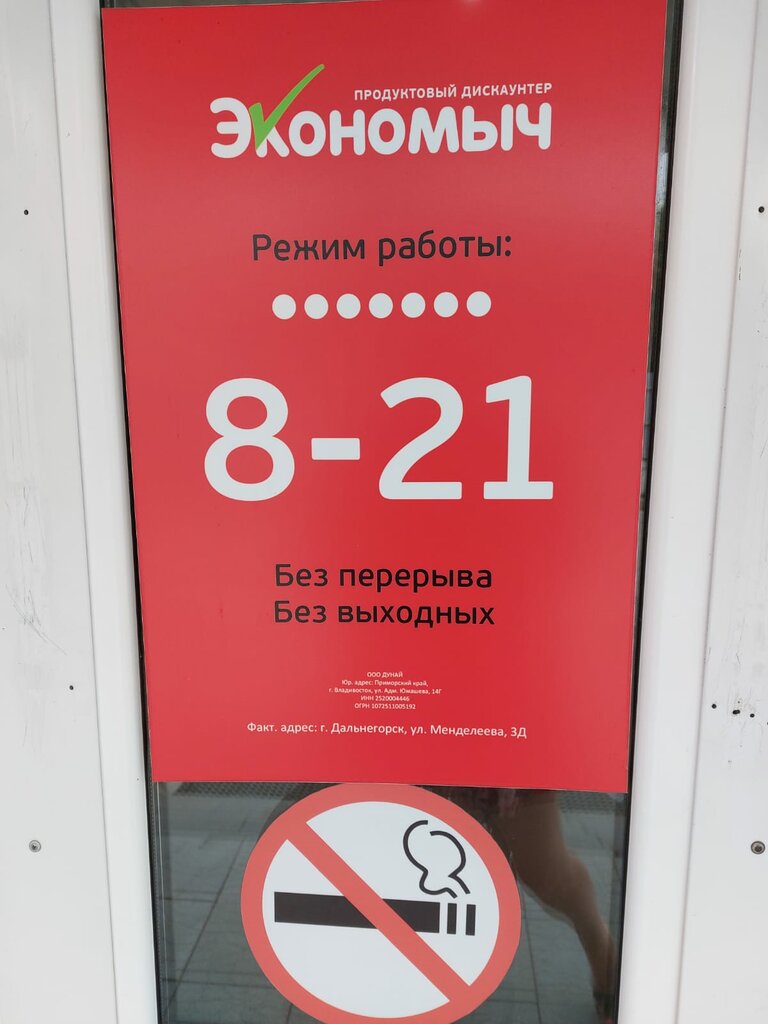 ПРОДУКТОВЫЙ ДИСКАУНТЕР
Экономыч
Режим работы:
8-21
Без перерыва
Без выходных
ООО ДУНАЙ
Юр. адрес: Приморский край,
г. Владивосток, ул. Адм. Юмашева, 14Г
ИНН 2520004446
ОГРН 1072511005192
Факт. адрес: г. Дальнегорск, ул. Менделеева, 3Д